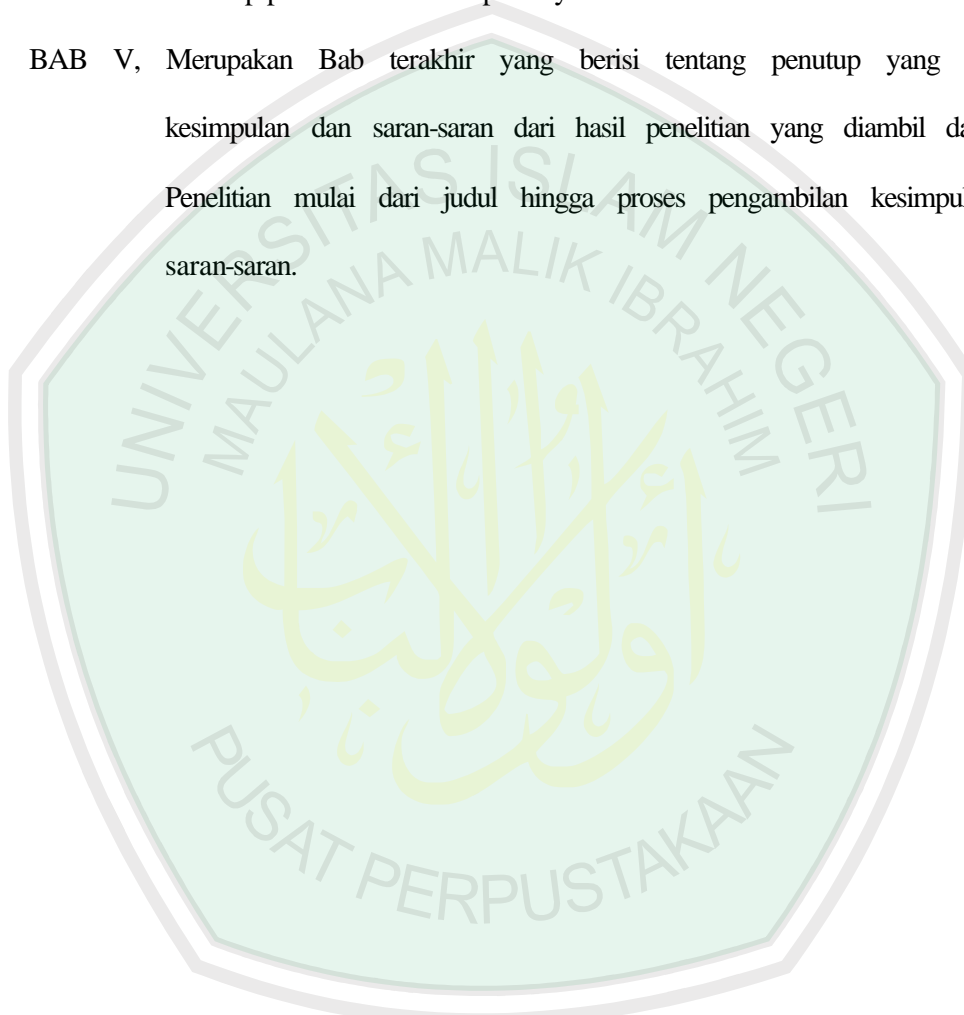 BAB V, Merupakan Bab terakhir yang berisi tentang penutup yang
kesimpulan dan saran-saran dari hasil penelitian yang diambil
Penelitian mulai dari judul hingga proses pengambilan
saran-saran.
UNIVERSITAS ISLAM NEGERI
MAULANA MALIK IBRAHIM
PUSAT PERPUSTAKAAN